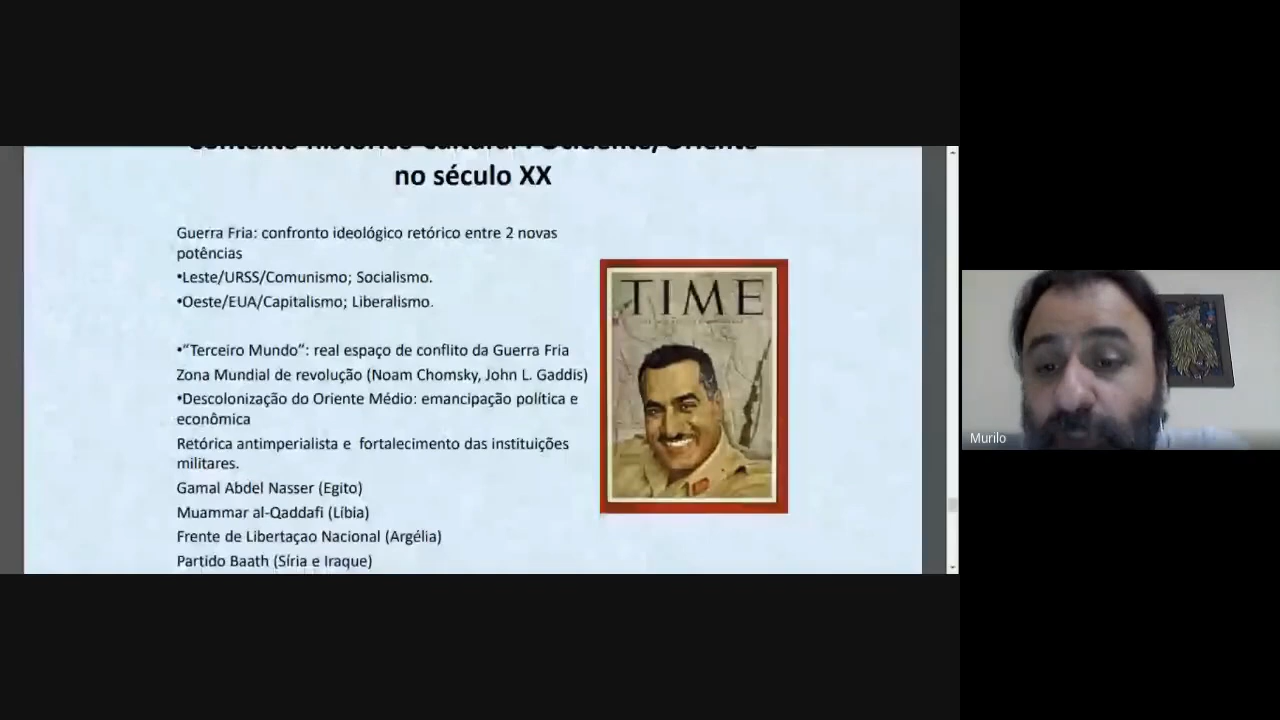 no século XX
Guerra Fria: confronto ideológico retórico entre 2 novas
potências
•Leste/URSS/Comunismo; Socialismo.
•Oeste/EUA/Capitalismo; Liberalismo.
•“Terceiro Mundo”: real espaço de conflito da Guerra Fria
Zona Mundial de revolução (Noam Chomsky, John L. Gaddis)
•Descolonização do Oriente Médio: emancipação política e
econômica
Retórica antimperialista e fortalecimento das instituições
militares.
Gamal Abdel Nasser (Egito)
Muammar al-Qaddafi (Líbia)
Frente de Libertaçao Nacional (Argélia)
Partido Baath (Síria e Iraque)
TIME
Murilo